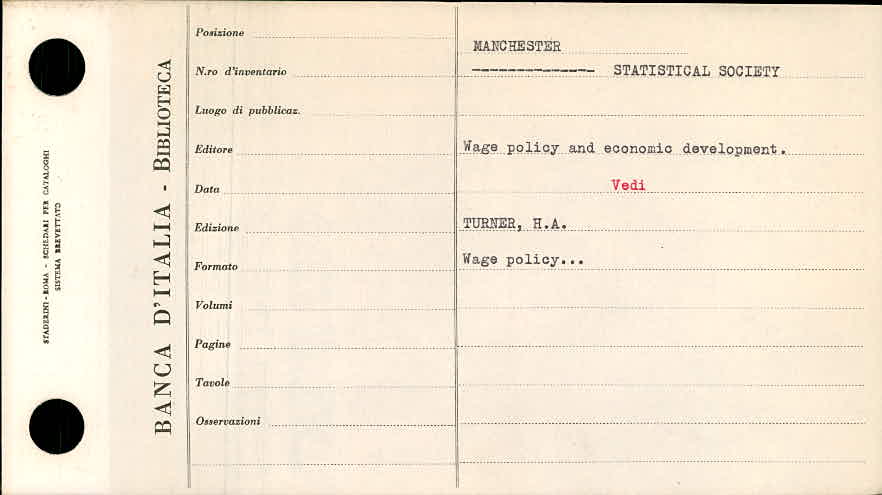 STADERINI - ROMA - SCHEDARI PER CATALOGHI
SISTEMA BREVETTATO
BANCA D'ITALIA - BIBLIOTECA
Posizione
N.ro d'inventario
Luogo di pubblicaz.
Editore
Data
Edizione
Formato
Volumi
Pagine
Tavole
Osservazioni
MANCHESTER
-------------- STATISTICAL SOCIETY
Wage policy and economic development.
Vedi
TURNER, H.A.
Wage policy...